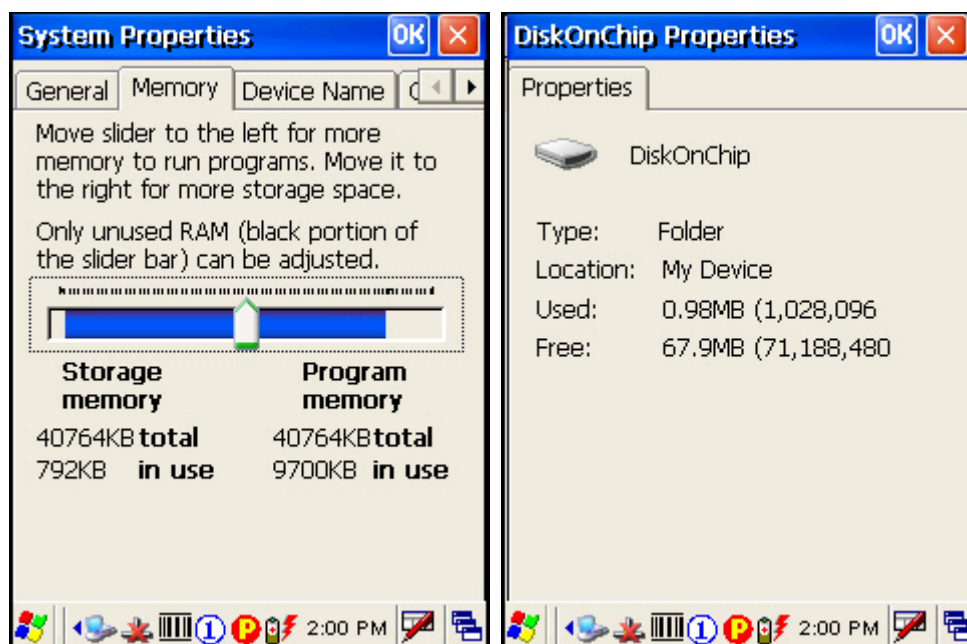 System Properties OK
General Memory Device Name
Move slider to the left for more
memory to run programs. Move it to
the right for more storage space.
Only unused RAM (black portion of
the slider bar) can be adjusted.
Storage memory
40764KB total
792KB in use
Program memory
40764KB total
9700KB in use
1 P 2:00 PM
DiskOnChip Properties OK
Properties
DiskOnChip
Type: Folder
Location: My Device
Used: 0.98MB (1,028,096
Free: 67.9MB (71,188,480
1 P 2:00 PM